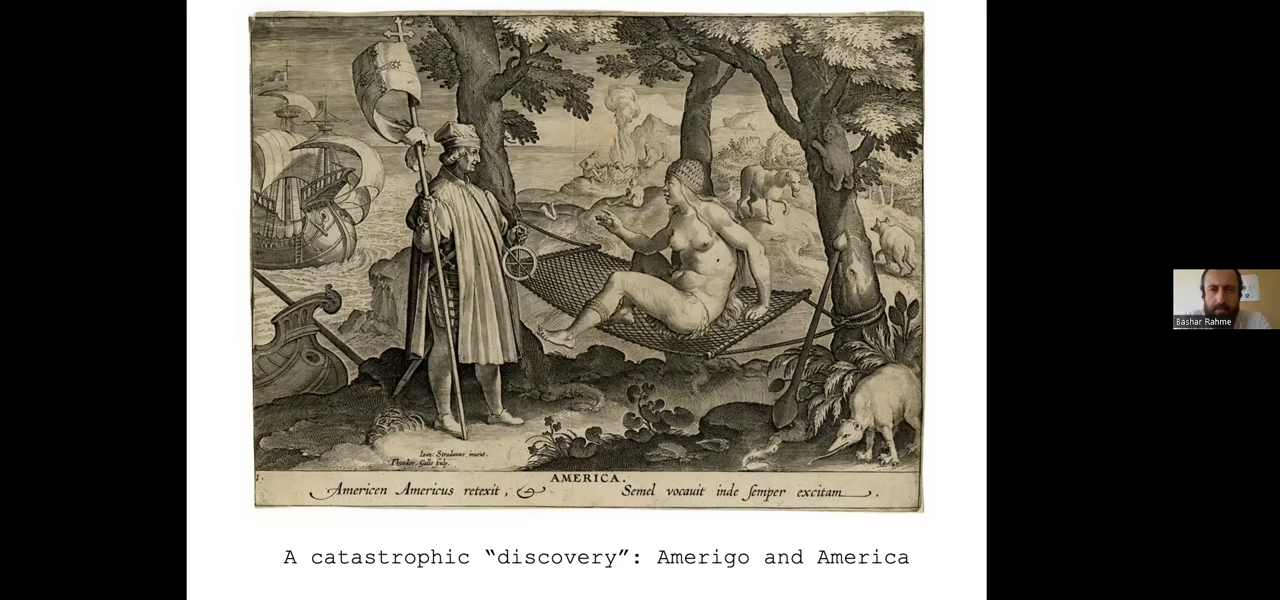 Ioan. Stradanus invent.
Theodor. Galle sculp.
1.
AMERICA.
Americen Americus retexit, & Semel vocauit inde semper excitam.
A catastrophic “discovery”: Amerigo and America
Bashar Rahme